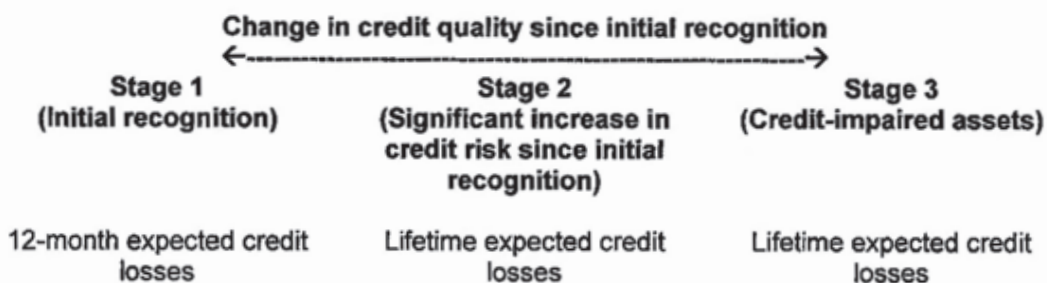 Change in credit quality since initial recognition
Stage 1
(Initial recognition)
Stage 2
(Significant increase in
credit risk since initial
recognition)
Stage 3
(Credit-impaired assets)
12-month expected credit
losses
Lifetime expected credit
losses
Lifetime expected credit
losses